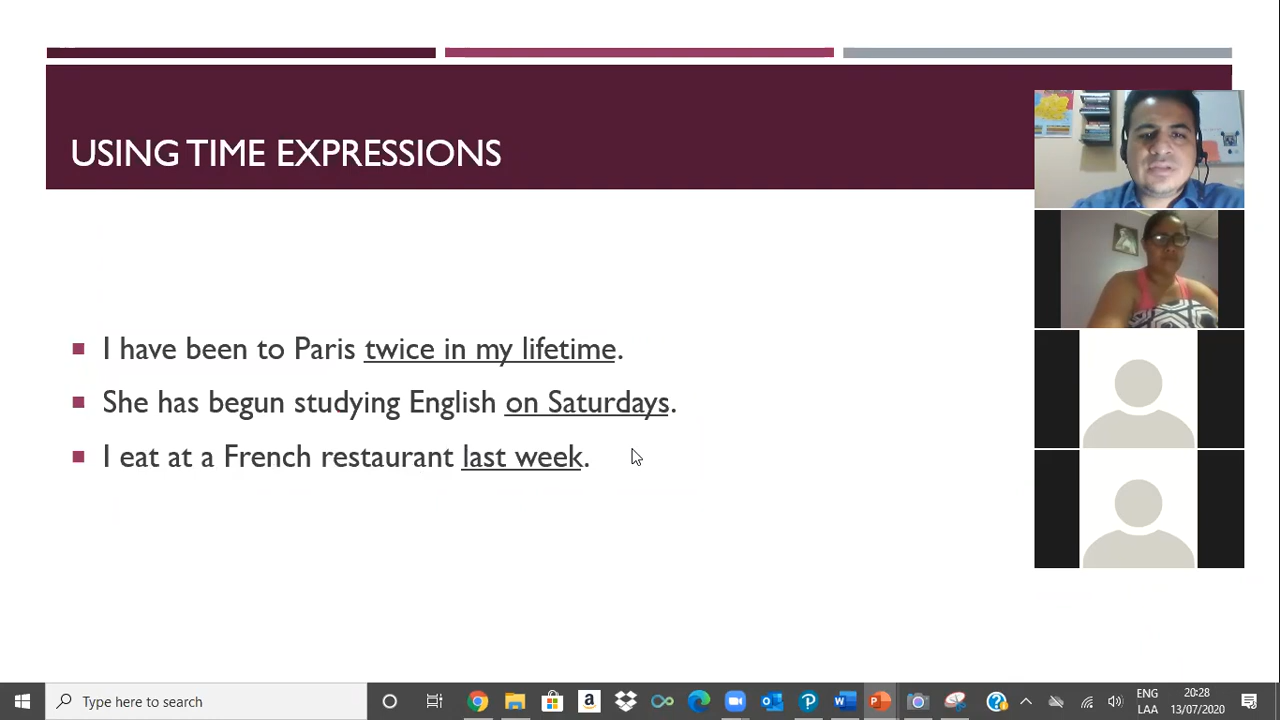 USING TIME EXPRESSIONS
I have been to Paris twice in my lifetime.
She has begun studying English on Saturdays.
I eat at a French restaurant last week.
Type here to search
ENG
LAA
20:28
13/07/2020